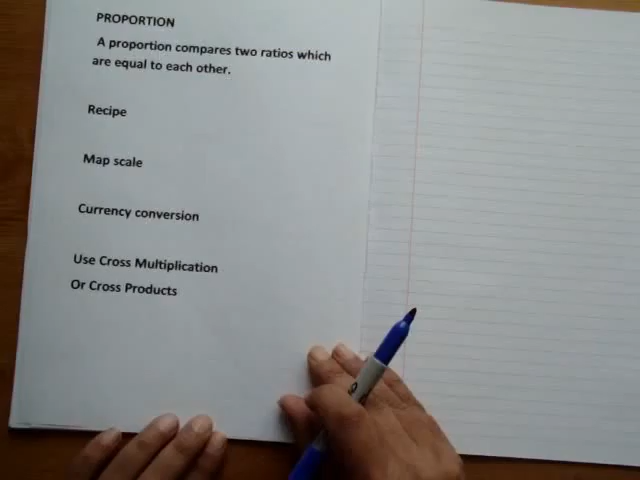 PROPORTION
A proportion compares two ratios which
are equal to each other.
Recipe
Map scale
Currency conversion
Use Cross Multiplication
Or Cross Products